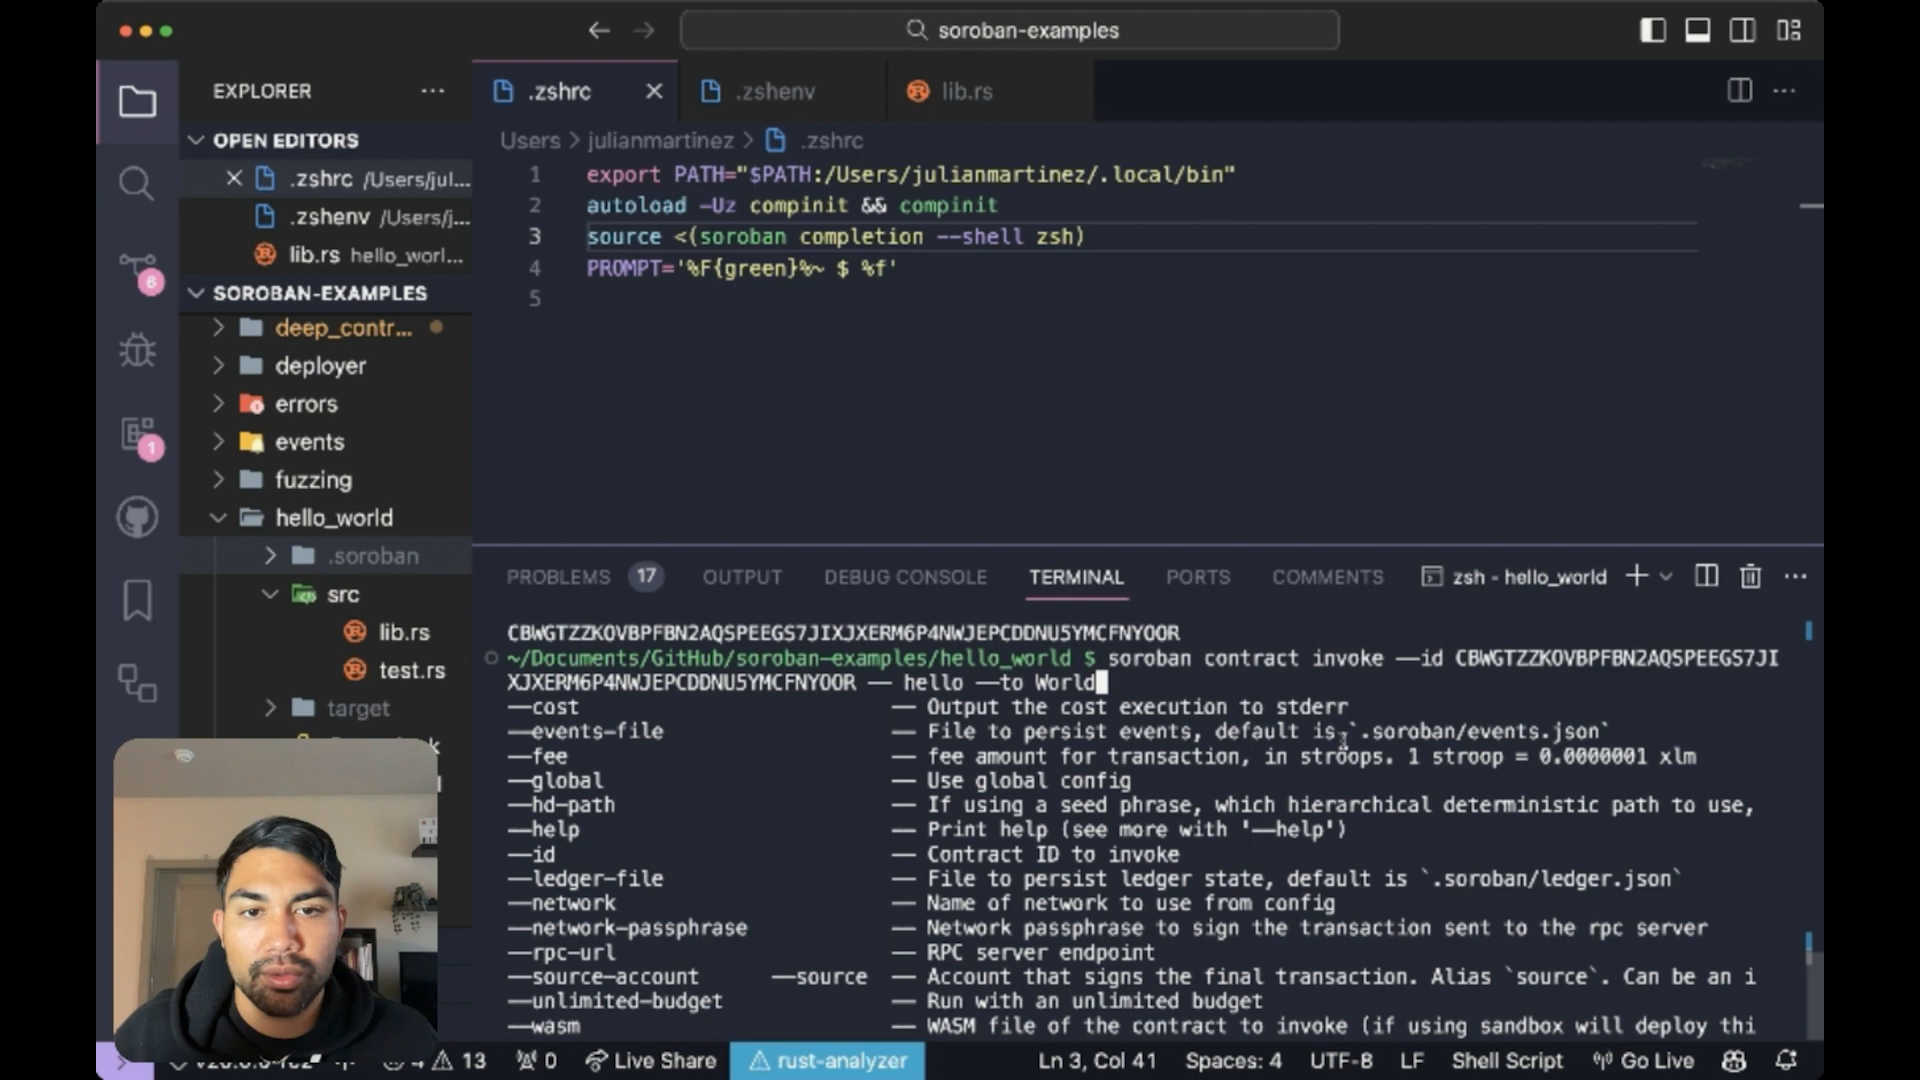 soroban-examples
EXPLORER
.zshrc
.zshenv
lib.rs
OPEN EDITORS
Users > julianmartinez > .zshrc
.zshrc /Users/jul...
.zshenv /Users/j...
lib.rs hello_worl...
1 export PATH="$PATH:/Users/julianmartinez/.local/bin"
2 autoload -Uz compinit && compinit
3 source <(soroban completion --shell zsh)
4 PROMPT='%F{green}%~ $ %f'
5
6
1
SOROBAN-EXAMPLES
deep_contr...
deployer
errors
events
fuzzing
hello_world
.soroban
src
lib.rs
test.rs
target
PROBLEMS 17 OUTPUT DEBUG CONSOLE TERMINAL PORTS COMMENTS zsh - hello_world
CBWGTZZKOVBPFBN2AQSPEEGS7JIXJXERM6P4NWJEPCDDNU5YMCFNYOOR
~/Documents/GitHub/soroban-examples/hello_world $ soroban contract invoke --id CBWGTZZKOVBPFBN2AQSPEEGS7JI
XJXERM6P4NWJEPCDDNU5YMCFNYOOR -- hello --to World
--cost -- Output the cost execution to stderr
--events-file -- File to persist events, default is `.soroban/events.json`
--fee -- fee amount for transaction, in stroops. 1 stroop = 0.0000001 xlm
--global -- Use global config
--hd-path -- If using a seed phrase, which hierarchical deterministic path to use,
--help -- Print help (see more with '--help')
--id -- Contract ID to invoke
--ledger-file -- File to persist ledger state, default is `.soroban/ledger.json`
--network -- Name of network to use from config
--network-passphrase -- Network passphrase to sign the transaction sent to the rpc server
--rpc-url -- RPC server endpoint
--source-account --source -- Account that signs the final transaction. Alias `source`. Can be an i
--unlimited-budget -- Run with an unlimited budget
--wasm -- WASM file of the contract to invoke (if using sandbox will deploy thi
13 0 Live Share rust-analyzer Ln 3, Col 41 Spaces: 4 UTF-8 LF Shell Script Go Live